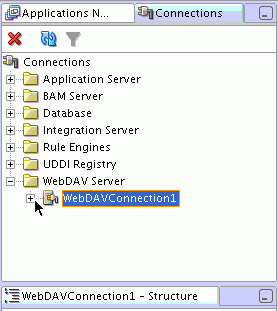 Applications N...
Connections
Connections
Application Server
BAM Server
Database
Integration Server
Rule Engines
UDDI Registry
WebDAV Server
WebDAVConnection1
WebDAVConnection1 - Structure